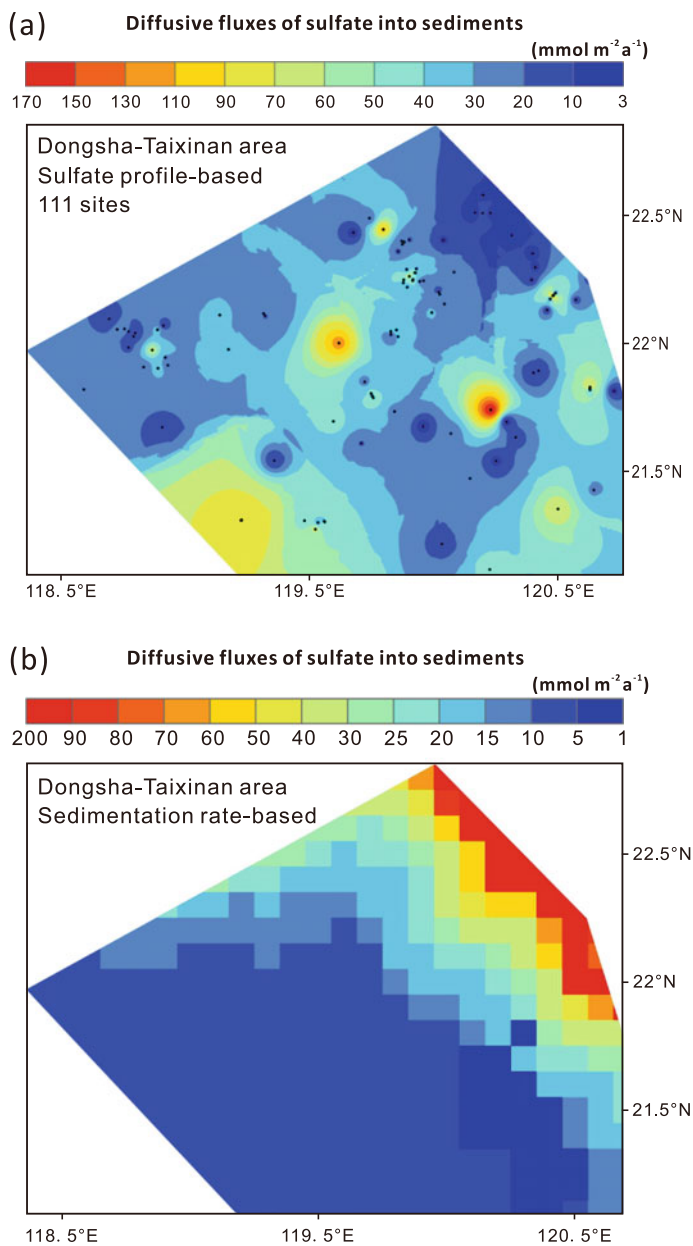 (a)
Diffusive fluxes of sulfate into sediments
(mmol m⁻² a⁻¹)
170 150 130 110 90 70 60 50 40 30 20 10 3
Dongsha-Taixinan area
Sulfate profile-based
111 sites
22.5°N
22°N
21.5°N
118.5°E 119.5°E 120.5°E
(b)
Diffusive fluxes of sulfate into sediments
(mmol m⁻² a⁻¹)
200 90 80 70 60 50 40 30 25 20 15 10 5 1
Dongsha-Taixinan area
Sedimentation rate-based
22.5°N
22°N
21.5°N
118.5°E 119.5°E 120.5°E